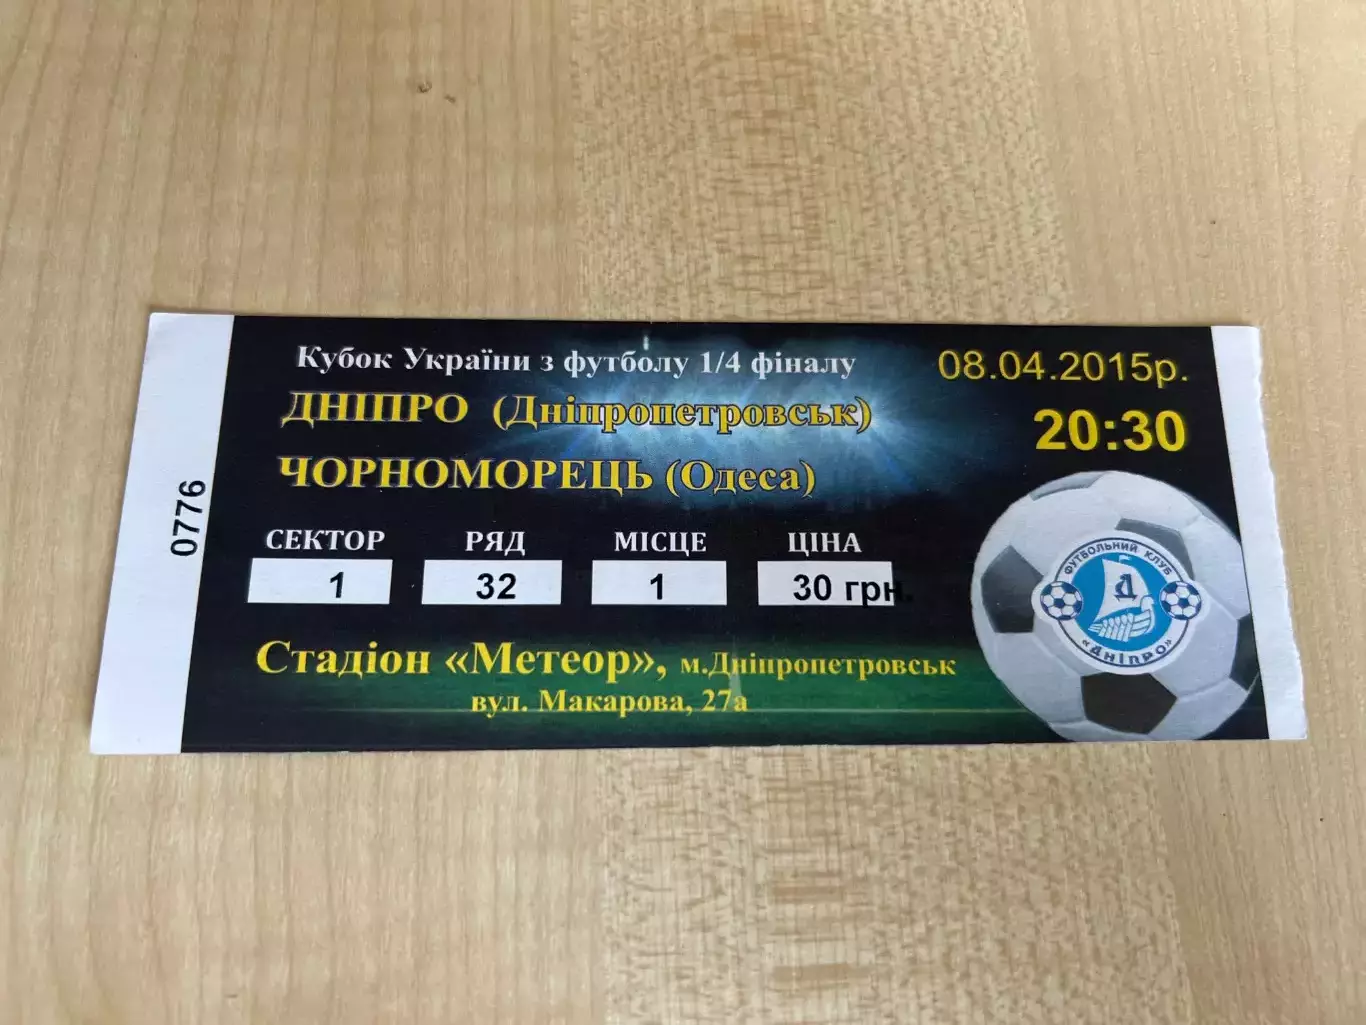 Кубок України з футболу 1/4 фіналу
08.04.2015р.
ДНІПРО (Дніпропетровськ)
20:30
ЧОРНОМОРЕЦЬ (Одеса)
0776
СЕКТОР РЯД МІСЦЕ ЦІНА
1 32 1 30 грн.
Стадіон «Метеор», м.Дніпропетровськ
вул. Макарова, 27а
ФУТБОЛЬНИЙ КЛУБ
Д
«ДНІПРО»